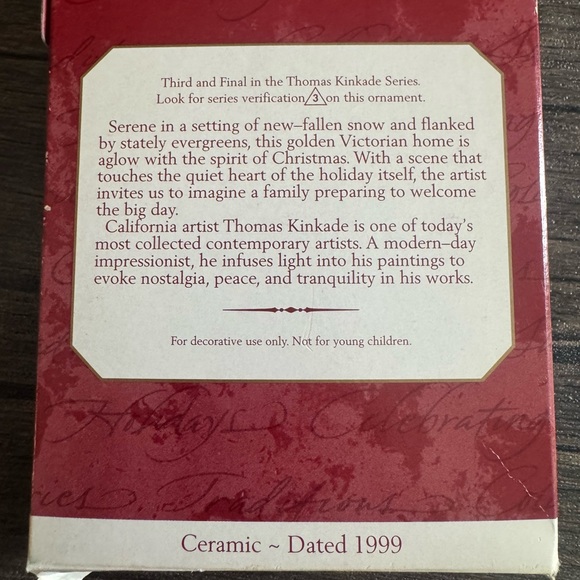 Third and Final in the Thomas Kinkade Series.
Look for series verification 3 on this ornament.
Serene in a setting of new–fallen snow and flanked
by stately evergreens, this golden Victorian home is
aglow with the spirit of Christmas. With a scene that
touches the quiet heart of the holiday itself, the artist
invites us to imagine a family preparing to welcome
the big day.
California artist Thomas Kinkade is one of today's
most collected contemporary artists. A modern–day
impressionist, he infuses light into his paintings to
evoke nostalgia, peace, and tranquility in his works.
For decorative use only. Not for young children.
Holidays Celebrating
Traditions
Ceramic ~ Dated 1999